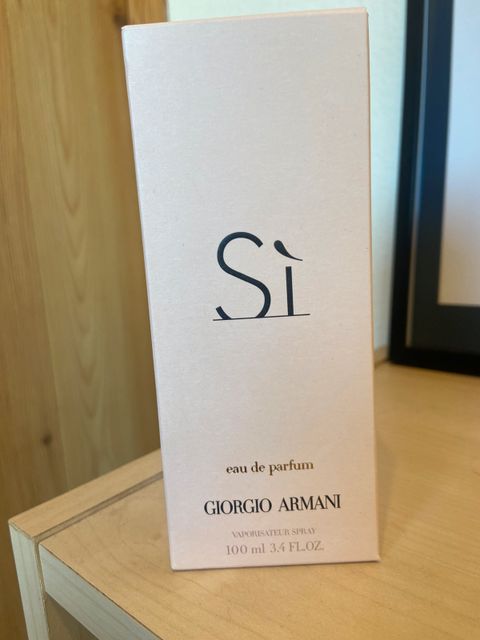 Sì
eau de parfum
GIORGIO ARMANI
VAPORISATEUR SPRAY
100 ml 3.4 FL.OZ.